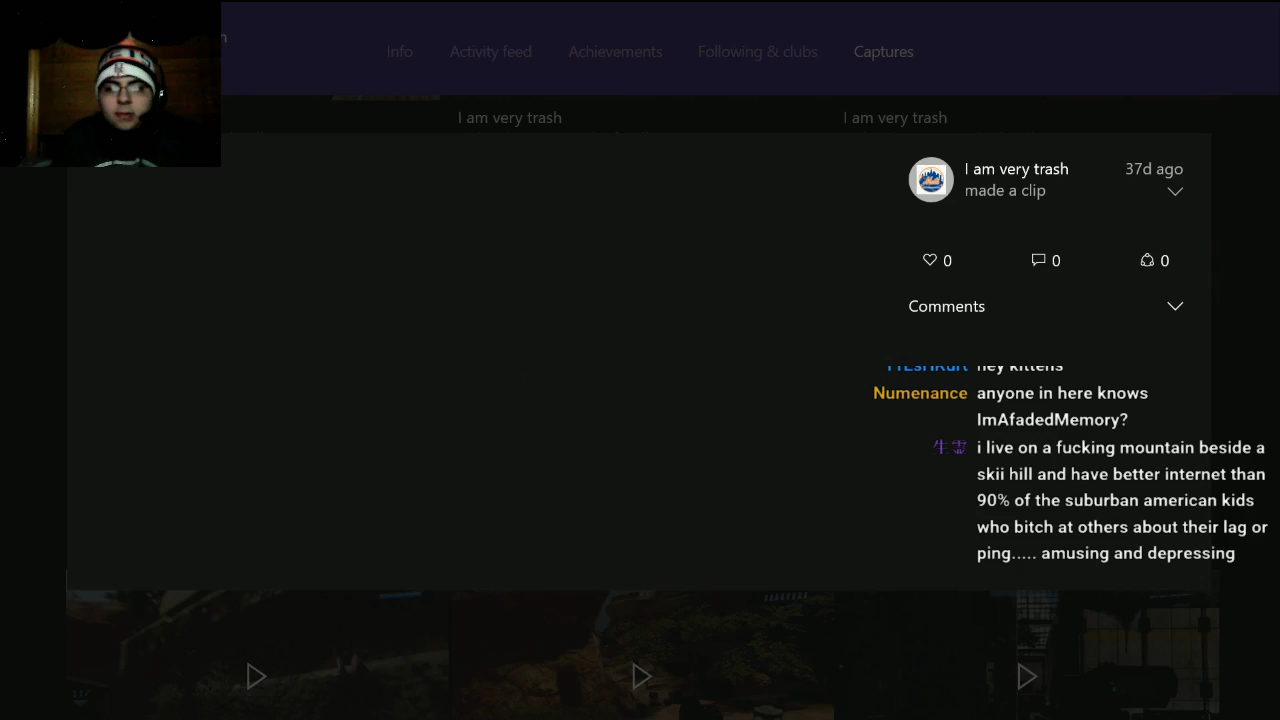 Info Activity feed Achievements Following & clubs Captures
I am very trash I am very trash
I am very trash 37d ago
made a clip
0 0 0
Comments
hey kittens
Numenance anyone in here knows
ImAfadedMemory?
生霊 i live on a fucking mountain beside a
skii hill and have better internet than
90% of the suburban american kids
who bitch at others about their lag or
ping..... amusing and depressing